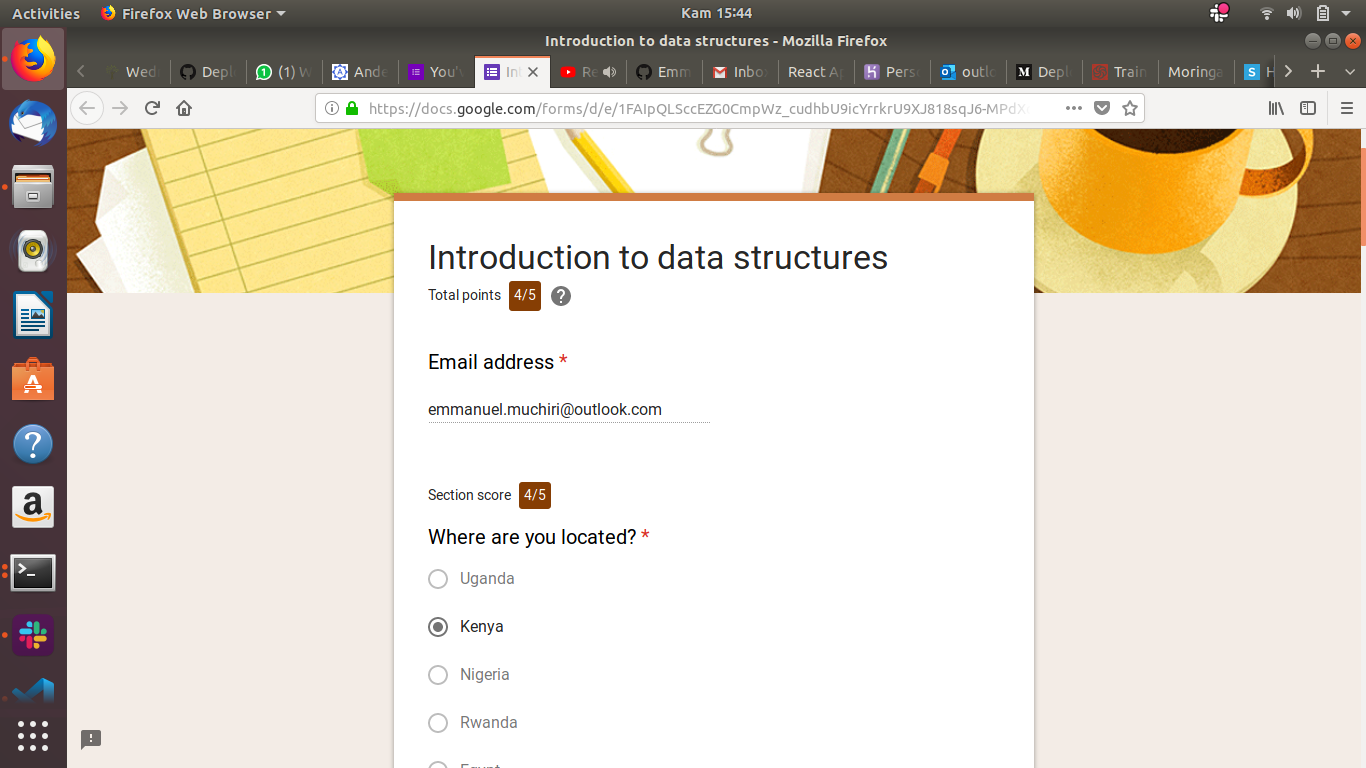 Activities
Firefox Web Browser
Kam 15:44
Introduction to data structures - Mozilla Firefox
Wed
Depl
(1) W
Ande
You'v
In
Re
Emm
Inbo
React Ap
Pers
outlo
Depl
Train
Moringa
H
https://docs.google.com/forms/d/e/1FAIpQLSccEZG0CmpWz_cudhbU9icYrrkrU9XJ818sqJ6-MPdX
Introduction to data structures
Total points 4/5 ?
Email address *
emmanuel.muchiri@outlook.com
Section score 4/5
Where are you located? *
Uganda
Kenya
Nigeria
Rwanda
Egypt